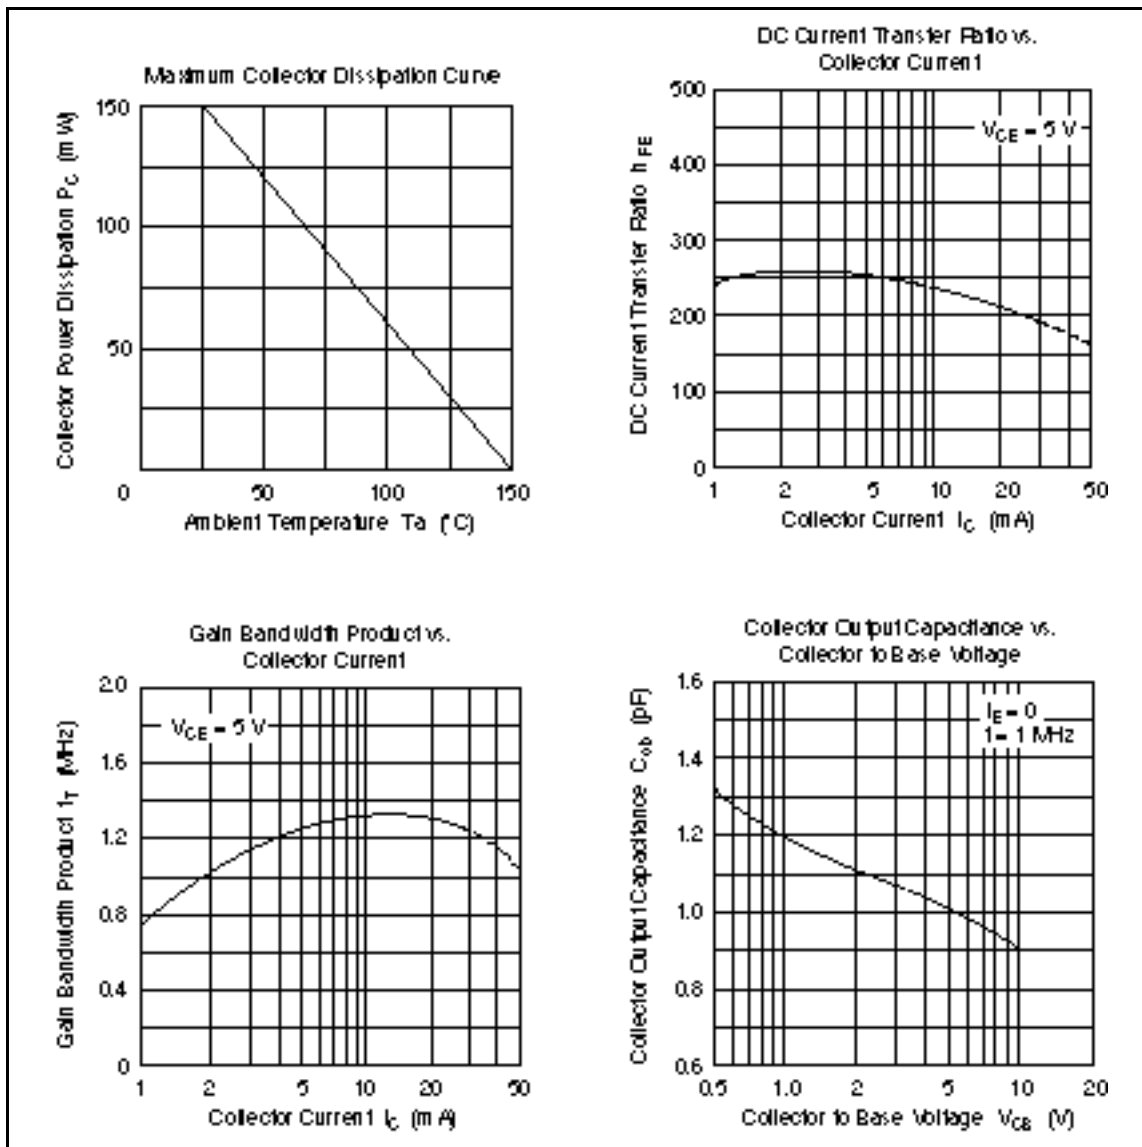 Maximum Collector Dissipation Curve
150
100
50
0
50
100
150
Collector Power Dissipation P_C (mW)
Ambient Temperature Ta (°C)
DC Current Transfer Ratio vs.
Collector Current
500
400
300
200
100
0
V_CE = 5 V
1
2
5
10
20
50
DC Current Transfer Ratio h_FE
Collector Current I_C (mA)
Gain Bandwidth Product vs.
Collector Current
2.0
1.6
1.2
0.8
0.4
0
V_CE = 5 V
1
2
5
10
20
50
Gain Bandwidth Product f_T (MHz)
Collector Current I_C (mA)
Collector Output Capacitance vs.
Collector to Base Voltage
1.6
1.4
1.2
1.0
0.8
0.6
I_E = 0
f = 1 MHz
0.5
1.0
2
5
10
20
Collector Output Capacitance C_ob (pF)
Collector to Base Voltage V_CB (V)